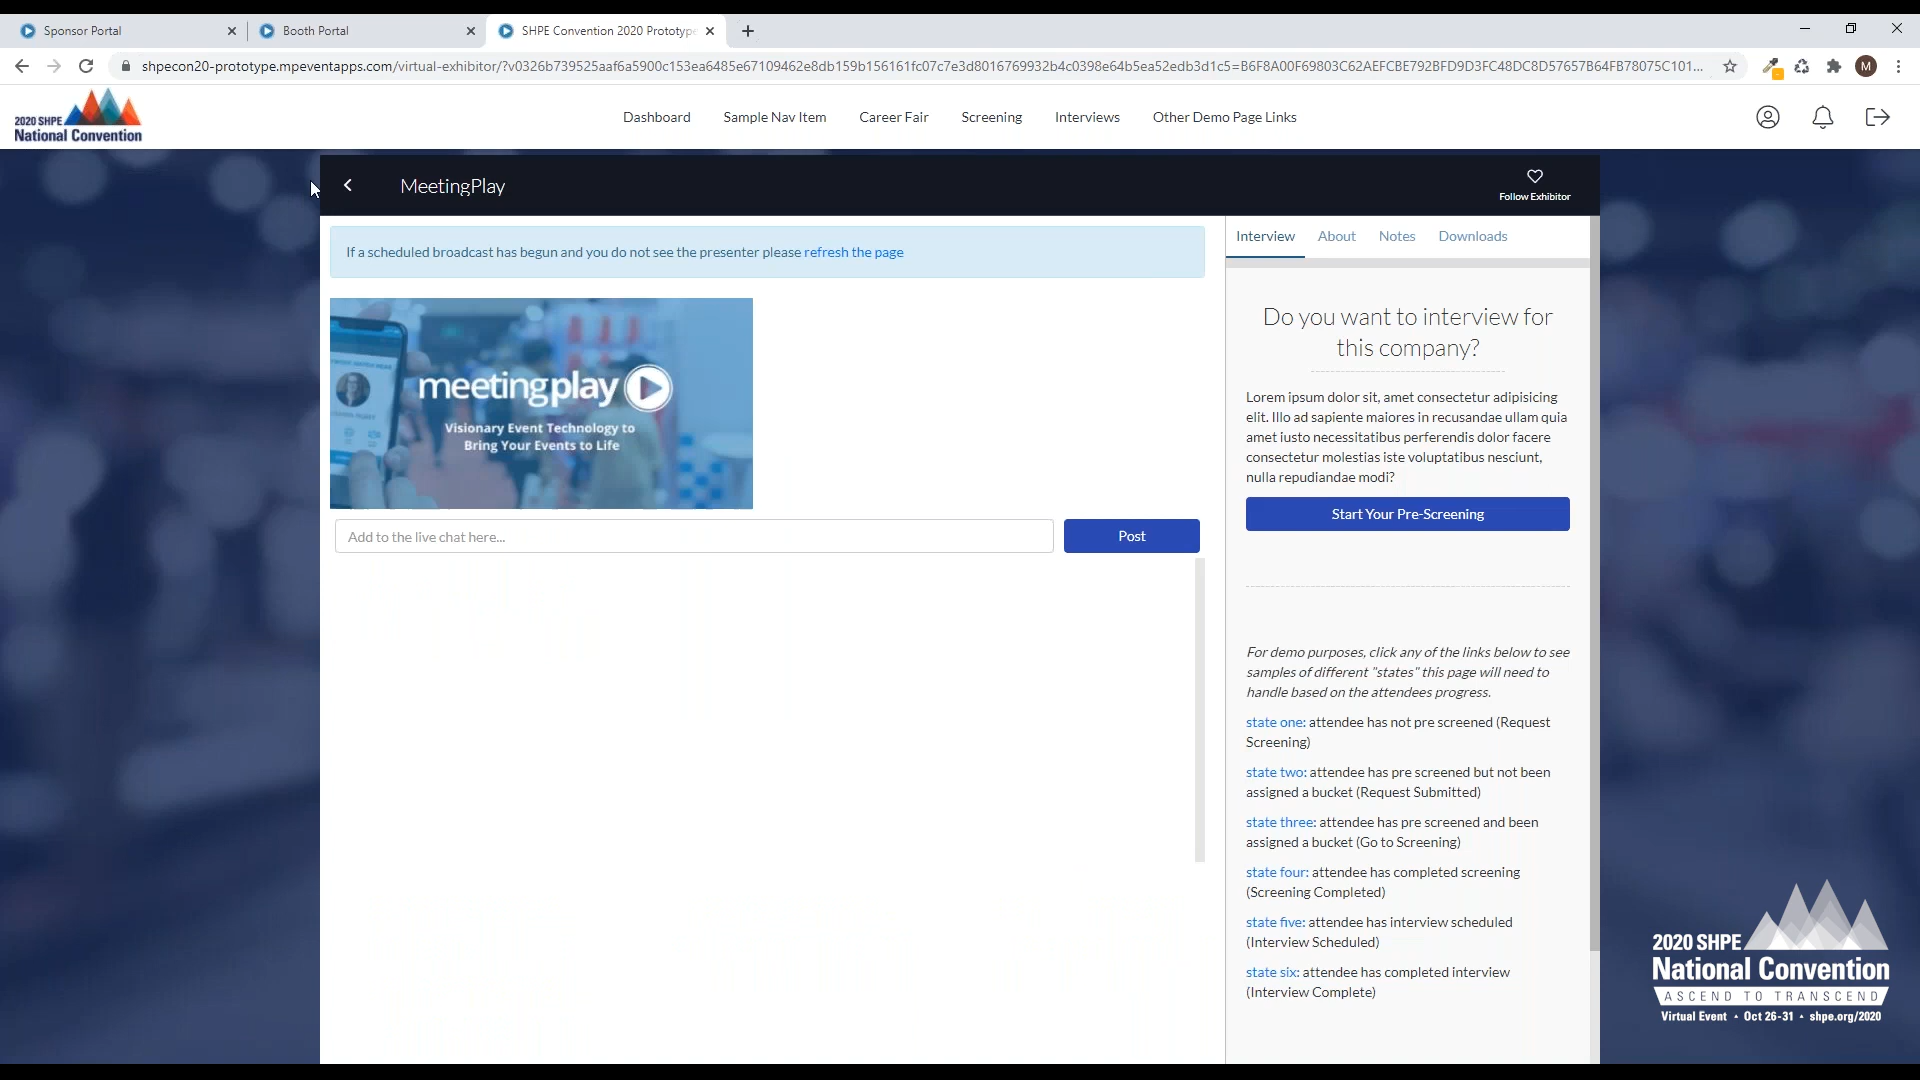 Sponsor Portal
Booth Portal
SHPE Convention 2020 Prototype
shpecon20-prototype.mpeventapps.com/virtual-exhibitor/?v0326b739525aaf6a5900c153ea6485e67109462e8db159b156161fc07c7e3d8016769932b4c0398e64b5ea52edb3d1c5=B6F8A00F69803C62AEFCBE792BFD9D3FC48DC8D57657B64FB78075C101...
M
2020 SHPE
National Convention
Dashboard
Sample Nav Item
Career Fair
Screening
Interviews
Other Demo Page Links
MeetingPlay
Follow Exhibitor
If a scheduled broadcast has begun and you do not see the presenter please refresh the page
meetingplay
Visionary Event Technology to
Bring Your Events to Life
Add to the live chat here...
Post
Interview
About
Notes
Downloads
Do you want to interview for
this company?
Lorem ipsum dolor sit, amet consectetur adipisicing
elit. Illo ad sapiente maiores in recusandae ullam quia
amet iusto necessitatibus perferendis dolor facere
consectetur molestias iste voluptatibus nesciunt,
nulla repudiandae modi?
Start Your Pre-Screening
For demo purposes, click any of the links below to see
samples of different "states" this page will need to
handle based on the attendees progress.
state one: attendee has not pre screened (Request
Screening)
state two: attendee has pre screened but not been
assigned a bucket (Request Submitted)
state three: attendee has pre screened and been
assigned a bucket (Go to Screening)
state four: attendee has completed screening
(Screening Completed)
state five: attendee has interview scheduled
(Interview Scheduled)
state six: attendee has completed interview
(Interview Complete)
2020 SHPE
National Convention
ASCEND TO TRANSCEND
Virtual Event • Oct 26-31 • shpe.org/2020